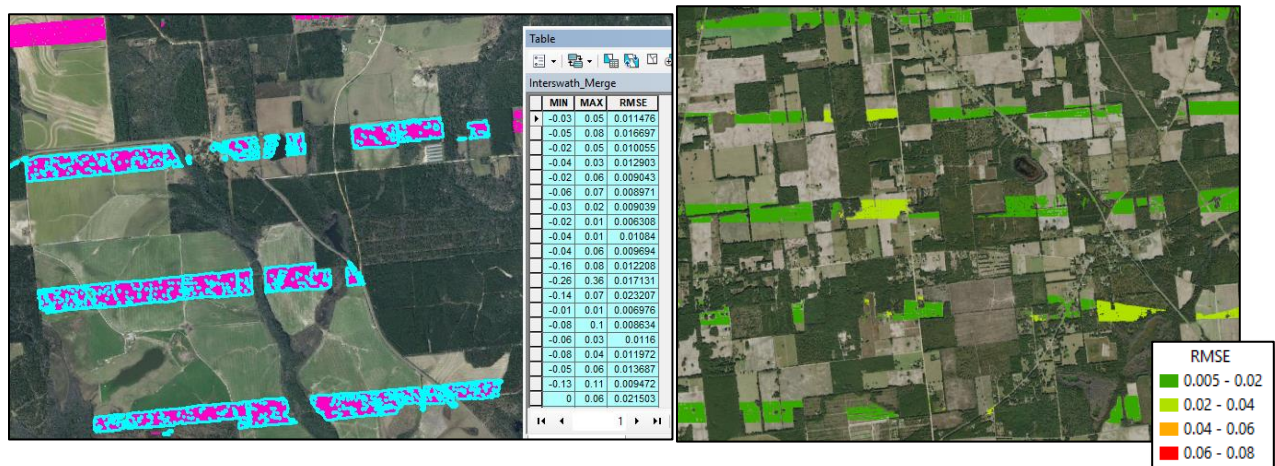 Table
Interswath_Merge
MIN MAX RMSE
-0.03 0.05 0.011476
-0.05 0.08 0.016697
-0.02 0.05 0.010055
-0.04 0.03 0.012903
-0.02 0.06 0.009043
-0.06 0.07 0.008971
-0.03 0.02 0.009039
-0.02 0.01 0.006308
-0.04 0.01 0.01084
-0.04 0.06 0.009694
-0.16 0.08 0.012208
-0.26 0.36 0.017131
-0.14 0.07 0.023207
-0.01 0.01 0.006976
-0.08 0.1 0.008634
-0.06 0.03 0.0116
-0.08 0.04 0.011972
-0.05 0.06 0.013687
-0.13 0.11 0.009472
0 0.06 0.021503
1
RMSE
0.005 - 0.02
0.02 - 0.04
0.04 - 0.06
0.06 - 0.08